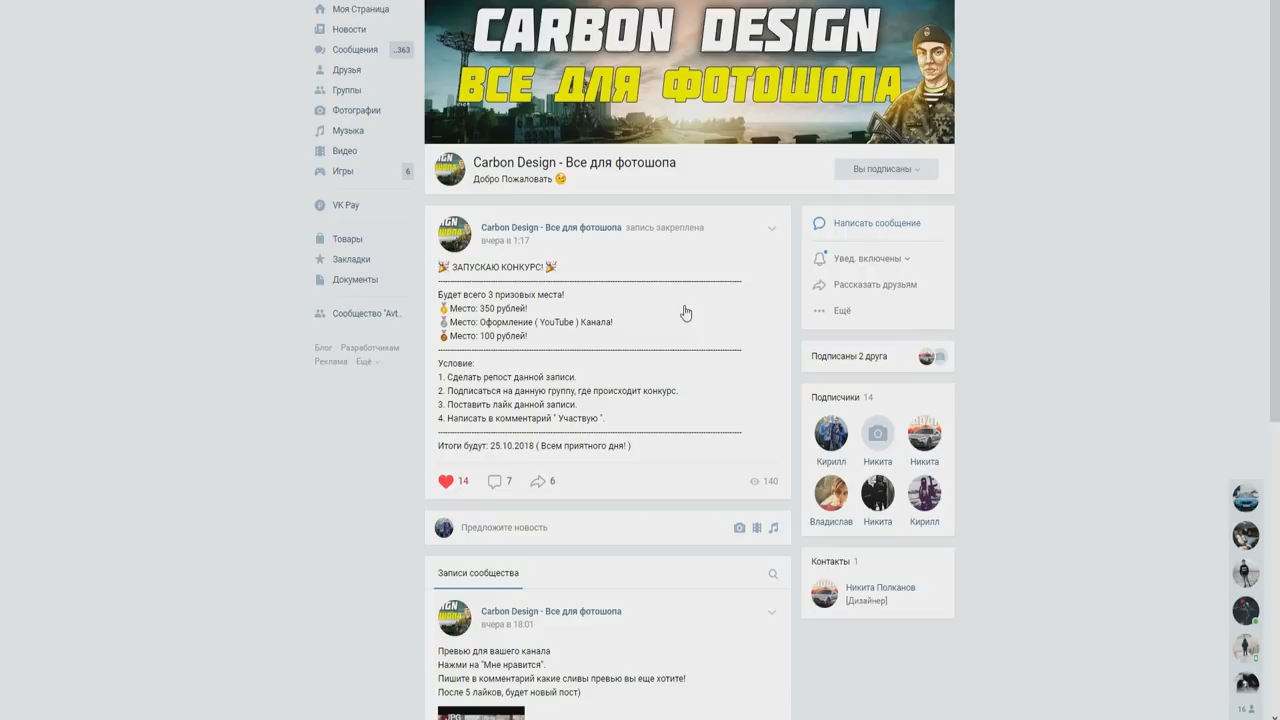 Моя Страница
Новости
Сообщения ..363
Друзья
Группы
Фотографии
Музыка
Видео
Игры 6
VK Pay
Товары
Закладки
Документы
Сообщество "Avt..
Блог Разработчикам
Реклама Ещё
CARBON DESIGN
ВСЕ ДЛЯ ФОТОШОПА
Carbon Design - Все для фотошопа
Добро Пожаловать
Вы подписаны
Carbon Design - Все для фотошопа запись закреплена
вчера в 1:17
ЗАПУСКАЮ КОНКУРС!
Будет всего 3 призовых места!
Место: 350 рублей!
Место: Оформление ( YouTube ) Канала!
Место: 100 рублей!
Условие:
1. Сделать репост данной записи.
2. Подписаться на данную группу, где происходит конкурс.
3. Поставить лайк данной записи.
4. Написать в комментарий " Участвую ".
Итоги будут: 25.10.2018 ( Всем приятного дня! )
14 7 6 140
Предложите новость
Записи сообщества
Carbon Design - Все для фотошопа
вчера в 18:01
Превью для вашего канала
Нажми на "Мне нравится".
Пишите в комментарий какие сливы превью вы еще хотите!
После 5 лайков, будет новый пост)
JPG
Написать сообщение
Увед. включены
Рассказать друзьям
Ещё
Подписаны 2 друга
Подписчики 14
Кирилл Никита Никита
Владислав Никита Кирилл
Контакты 1
Никита Полканов
[Дизайнер]
16